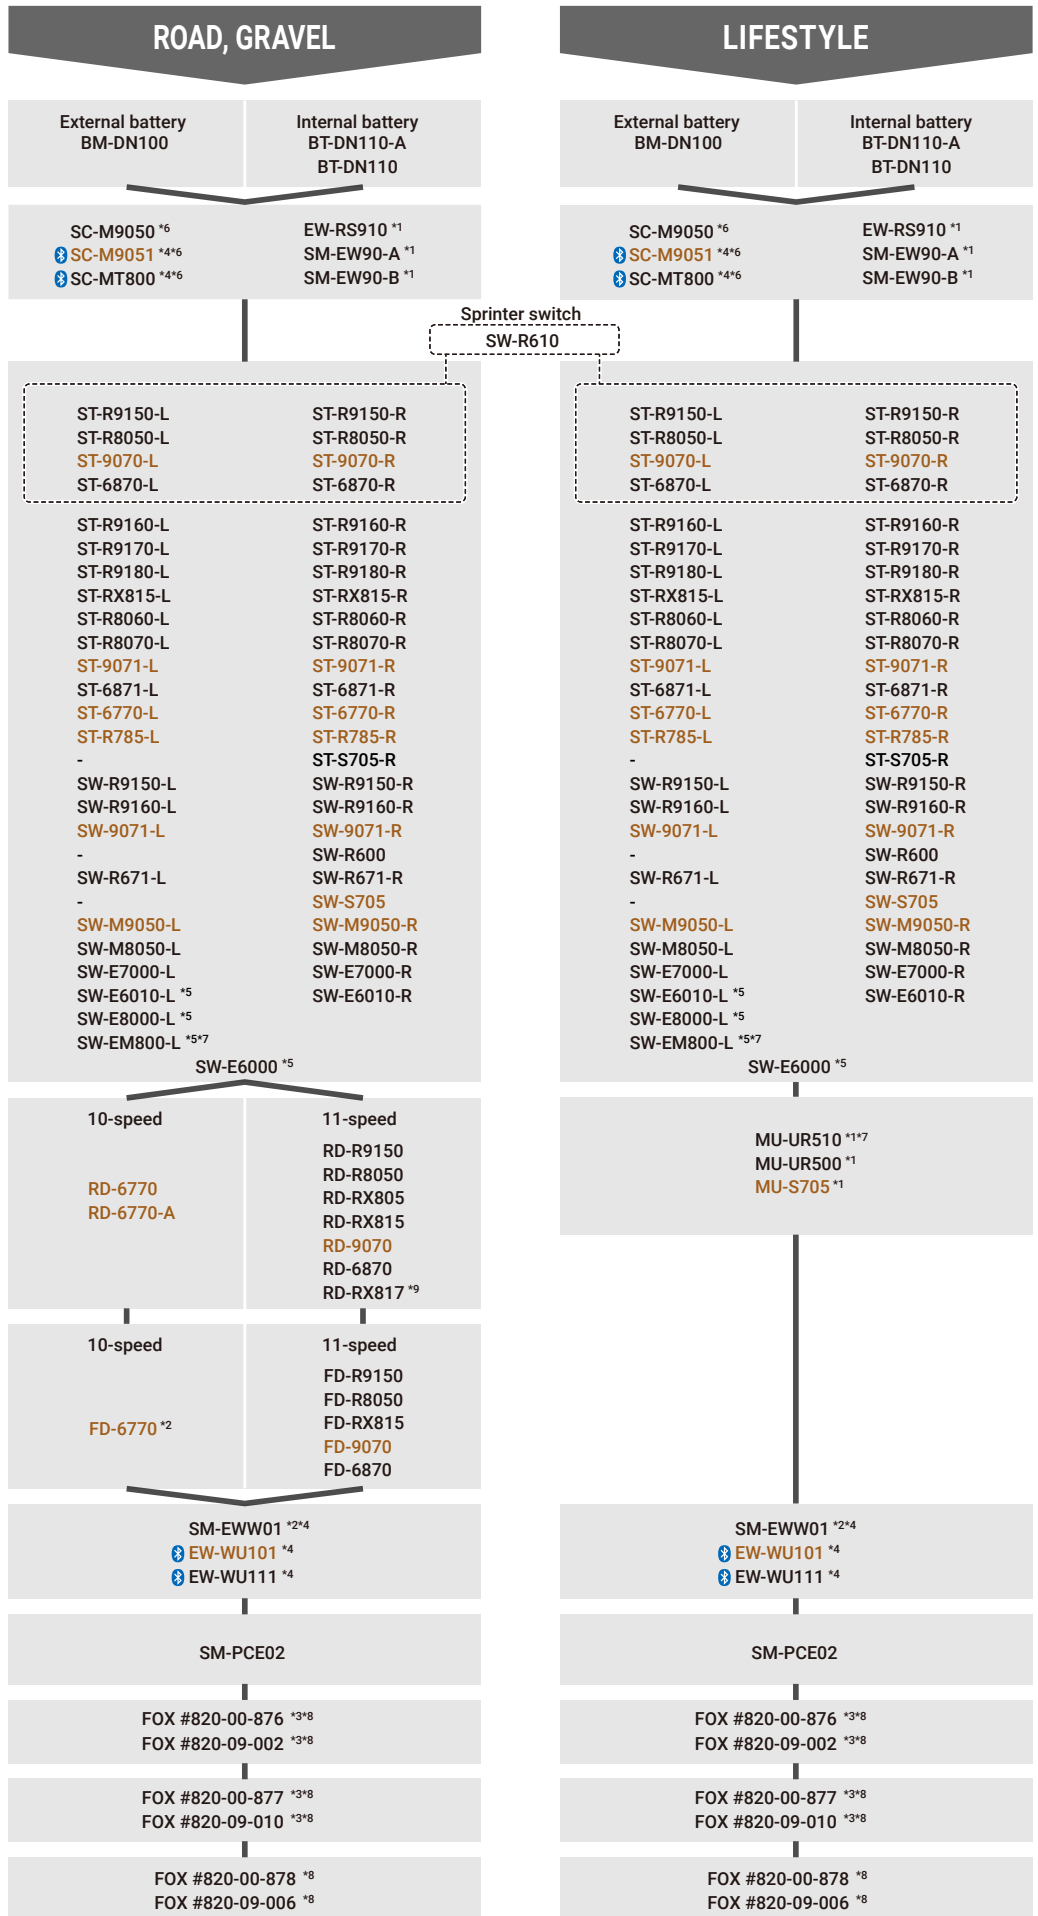 ROAD, GRAVEL
External battery
BM-DN100
Internal battery
BT-DN110-A
BT-DN110
SC-M9050 *6
SC-M9051 *4*6
SC-MT800 *4*6
EW-RS910 *1
SM-EW90-A *1
SM-EW90-B *1
Sprinter switch
SW-R610
ST-R9150-L ST-R9150-R
ST-R8050-L ST-R8050-R
ST-9070-L ST-9070-R
ST-6870-L ST-6870-R
ST-R9160-L ST-R9160-R
ST-R9170-L ST-R9170-R
ST-R9180-L ST-R9180-R
ST-RX815-L ST-RX815-R
ST-R8060-L ST-R8060-R
ST-R8070-L ST-R8070-R
ST-9071-L ST-9071-R
ST-6871-L ST-6871-R
ST-6770-L ST-6770-R
ST-R785-L ST-R785-R
- ST-S705-R
SW-R9150-L SW-R9150-R
SW-R9160-L SW-R9160-R
SW-9071-L SW-9071-R
- SW-R600
SW-R671-L SW-R671-R
- SW-S705
SW-M9050-L SW-M9050-R
SW-M8050-L SW-M8050-R
SW-E7000-L SW-E7000-R
SW-E6010-L *5 SW-E6010-R
SW-E8000-L *5
SW-EM800-L *5*7
SW-E6000 *5
10-speed
RD-6770
RD-6770-A
11-speed
RD-R9150
RD-R8050
RD-RX805
RD-RX815
RD-9070
RD-6870
RD-RX817 *9
10-speed
FD-6770 *2
11-speed
FD-R9150
FD-R8050
FD-RX815
FD-9070
FD-6870
SM-EWW01 *2*4
EW-WU101 *4
EW-WU111 *4
SM-PCE02
FOX #820-00-876 *3*8
FOX #820-09-002 *3*8
FOX #820-00-877 *3*8
FOX #820-09-010 *3*8
FOX #820-00-878 *8
FOX #820-09-006 *8
LIFESTYLE
External battery
BM-DN100
Internal battery
BT-DN110-A
BT-DN110
SC-M9050 *6
SC-M9051 *4*6
SC-MT800 *4*6
EW-RS910 *1
SM-EW90-A *1
SM-EW90-B *1
ST-R9150-L ST-R9150-R
ST-R8050-L ST-R8050-R
ST-9070-L ST-9070-R
ST-6870-L ST-6870-R
ST-R9160-L ST-R9160-R
ST-R9170-L ST-R9170-R
ST-R9180-L ST-R9180-R
ST-RX815-L ST-RX815-R
ST-R8060-L ST-R8060-R
ST-R8070-L ST-R8070-R
ST-9071-L ST-9071-R
ST-6871-L ST-6871-R
ST-6770-L ST-6770-R
ST-R785-L ST-R785-R
- ST-S705-R
SW-R9150-L SW-R9150-R
SW-R9160-L SW-R9160-R
SW-9071-L SW-9071-R
- SW-R600
SW-R671-L SW-R671-R
- SW-S705
SW-M9050-L SW-M9050-R
SW-M8050-L SW-M8050-R
SW-E7000-L SW-E7000-R
SW-E6010-L *5 SW-E6010-R
SW-E8000-L *5
SW-EM800-L *5*7
SW-E6000 *5
MU-UR510 *1*7
MU-UR500 *1
MU-S705 *1
SM-EWW01 *2*4
EW-WU101 *4
EW-WU111 *4
SM-PCE02
FOX #820-00-876 *3*8
FOX #820-09-002 *3*8
FOX #820-00-877 *3*8
FOX #820-09-010 *3*8
FOX #820-00-878 *8
FOX #820-09-006 *8